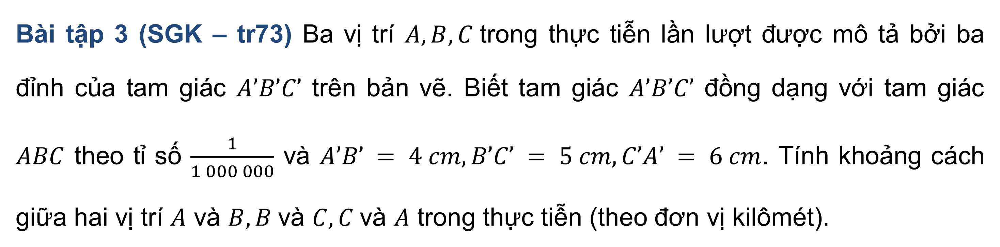 Bài tập 3 (SGK – tr73) Ba vị trí A, B, C trong thực tiễn lần lượt được mô tả bởi ba
đỉnh của tam giác A’B’C’ trên bản vẽ. Biết tam giác A’B’C’ đồng dạng với tam giác
ABC theo tỉ số \frac{1}{1 000 000} và A’B’ = 4 cm, B’C’ = 5 cm, C’A’ = 6 cm. Tính khoảng cách
giữa hai vị trí A và B, B và C, C và A trong thực tiễn (theo đơn vị kilômét).